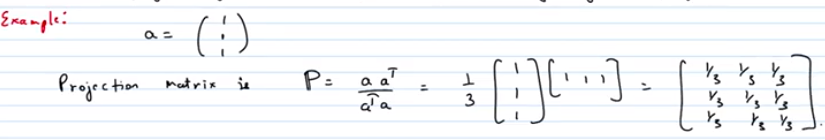 Example:
a = (1 1 1)
Projection matrix is P = a aᵀ / aᵀa = 1/3 [1 1 1] [1 1 1] = [1/3 1/3 1/3 1/3 1/3 1/3 1/3 1/3 1/3].